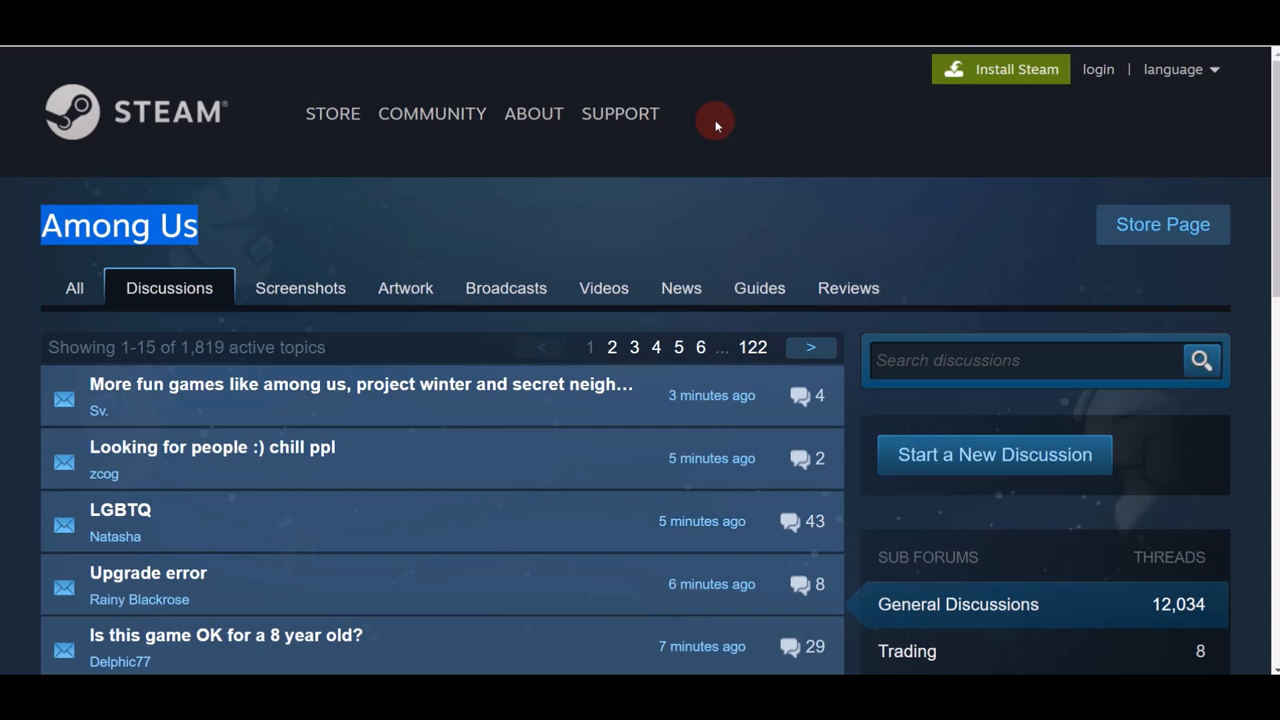 Install Steam login | language
STEAM® STORE COMMUNITY ABOUT SUPPORT
Among Us
Store Page
All Discussions Screenshots Artwork Broadcasts Videos News Guides Reviews
Showing 1-15 of 1,819 active topics < 1 2 3 4 5 6 ... 122 >
More fun games like among us, project winter and secret neigh...
Sv.
3 minutes ago 4
Looking for people :) chill ppl
zcog
5 minutes ago 2
LGBTQ
Natasha
5 minutes ago 43
Upgrade error
Rainy Blackrose
6 minutes ago 8
Is this game OK for a 8 year old?
Delphic77
7 minutes ago 29
Search discussions
Start a New Discussion
SUB FORUMS THREADS
General Discussions 12,034
Trading 8